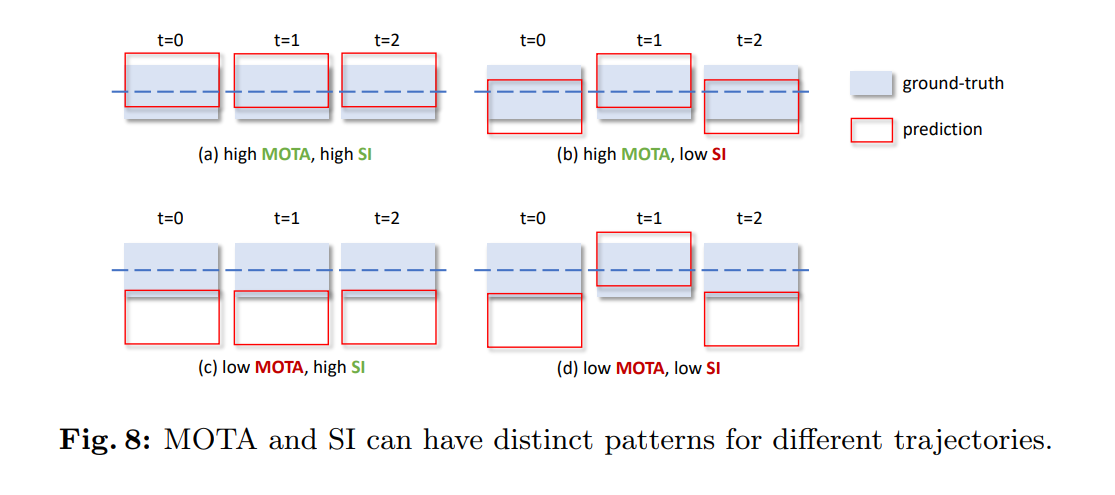 t=0 t=1 t=2
t=0 t=1 t=2
ground-truth
prediction
(a) high MOTA, high SI
(b) high MOTA, low SI
t=0 t=1 t=2
t=0 t=1 t=2
(c) low MOTA, high SI
(d) low MOTA, low SI
Fig. 8: MOTA and SI can have distinct patterns for different trajectories.